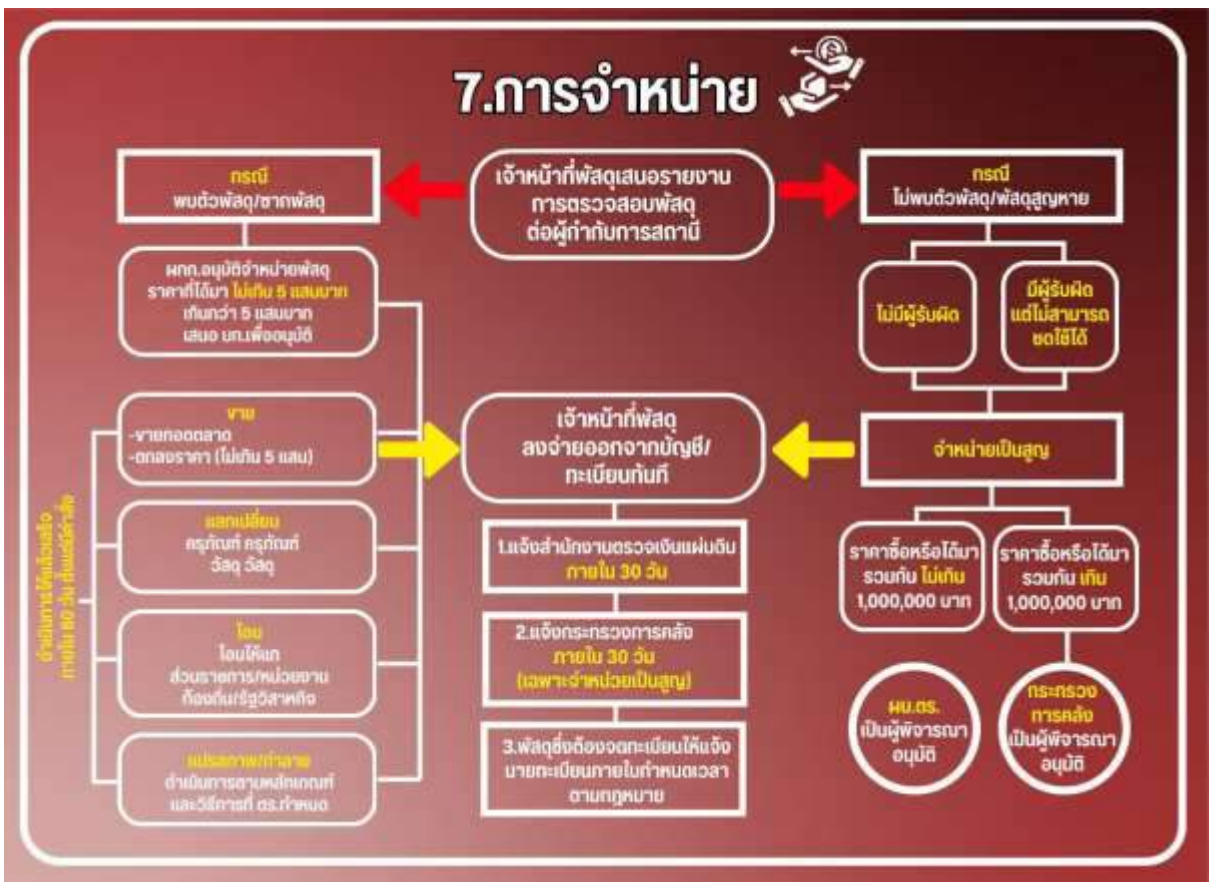 7.การจำหน่าย
เจ้าหน้าที่พัสดุเสนอรายงาน
การตรวจสอบพัสดุ
ต่อผู้กำกับการสถานี
กรณี
พบตัวพัสดุ/ซากพัสดุ
ผกก.อนุมัติจำหน่ายพัสดุ
ราคาที่ได้มา ไม่เกิน 5 แสนบาท
เกินกว่า 5 แสนบาท
เสนอ บก.เพื่ออนุมัติ
ดำเนินการให้แล้วเสร็จ
ภายใน 60 วัน ตั้งแต่มีคำสั่ง
ขาย
-ขายทอดตลาด
-ตกลงราคา (ไม่เกิน 5 แสน)
แลกเปลี่ยน
ครุภัณฑ์ ครุภัณฑ์
วัสดุ วัสดุ
โอน
โอนให้แก่
ส่วนราชการ/หน่วยงาน
ท้องถิ่น/รัฐวิสาหกิจ
แปรสภาพ/ทำลาย
ดำเนินการตามหลักเกณฑ์
และวิธีการที่ ตร.กำหนด
เจ้าหน้าที่พัสดุ
ลงจ่ายออกจากบัญชี/
ทะเบียนทันที
1.แจ้งสำนักงานตรวจเงินแผ่นดิน
ภายใน 30 วัน
2.แจ้งกระทรวงการคลัง
ภายใน 30 วัน
(เฉพาะจำหน่วยเป็นสูญ)
3.พัสดุซึ่งต้องจดทะเบียนให้แจ้ง
นายทะเบียนภายในกำหนดเวลา
ตามกฎหมาย
กรณี
ไม่พบตัวพัสดุ/พัสดุสูญหาย
ไม่มีผู้รับผิด
มีผู้รับผิด
แต่ไม่สามารถ
ชดใช้ได้
จำหน่ายเป็นสูญ
ราคาซื้อหรือได้มา
รวมกัน ไม่เกิน
1,000,000 บาท
ราคาซื้อหรือได้มา
รวมกัน เกิน
1,000,000 บาท
ผบ.ตร.
เป็นผู้พิจารณา
อนุมัติ
กระทรวง
การคลัง
เป็นผู้พิจารณา
อนุมัติ